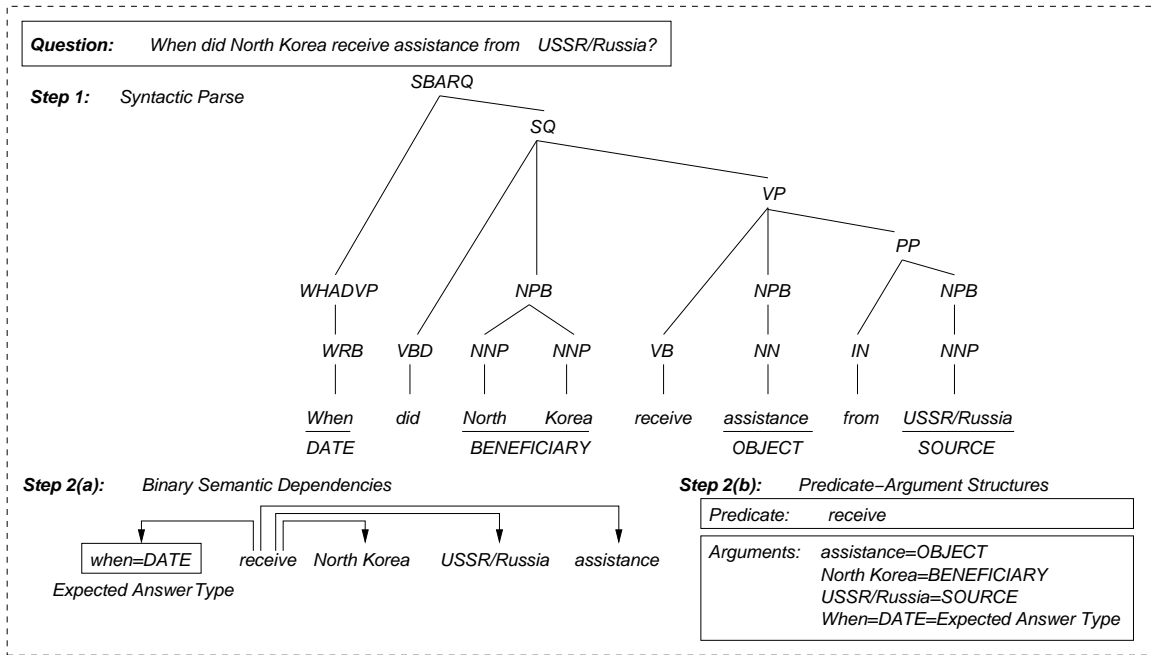 Question: When did North Korea receive assistance from USSR/Russia?
SBARQ
Step 1: Syntactic Parse
SQ
VP
PP
WHADVP NPB NPB NPB
WRB VBD NNP NNP VB NN IN NNP
When did North Korea receive assistance from USSR/Russia
DATE BENEFICIARY OBJECT SOURCE
Step 2(a): Binary Semantic Dependencies
when=DATE receive North Korea USSR/Russia assistance
Expected Answer Type
Step 2(b): Predicate−Argument Structures
Predicate: receive
Arguments: assistance=OBJECT
North Korea=BENEFICIARY
USSR/Russia=SOURCE
When=DATE=Expected Answer Type